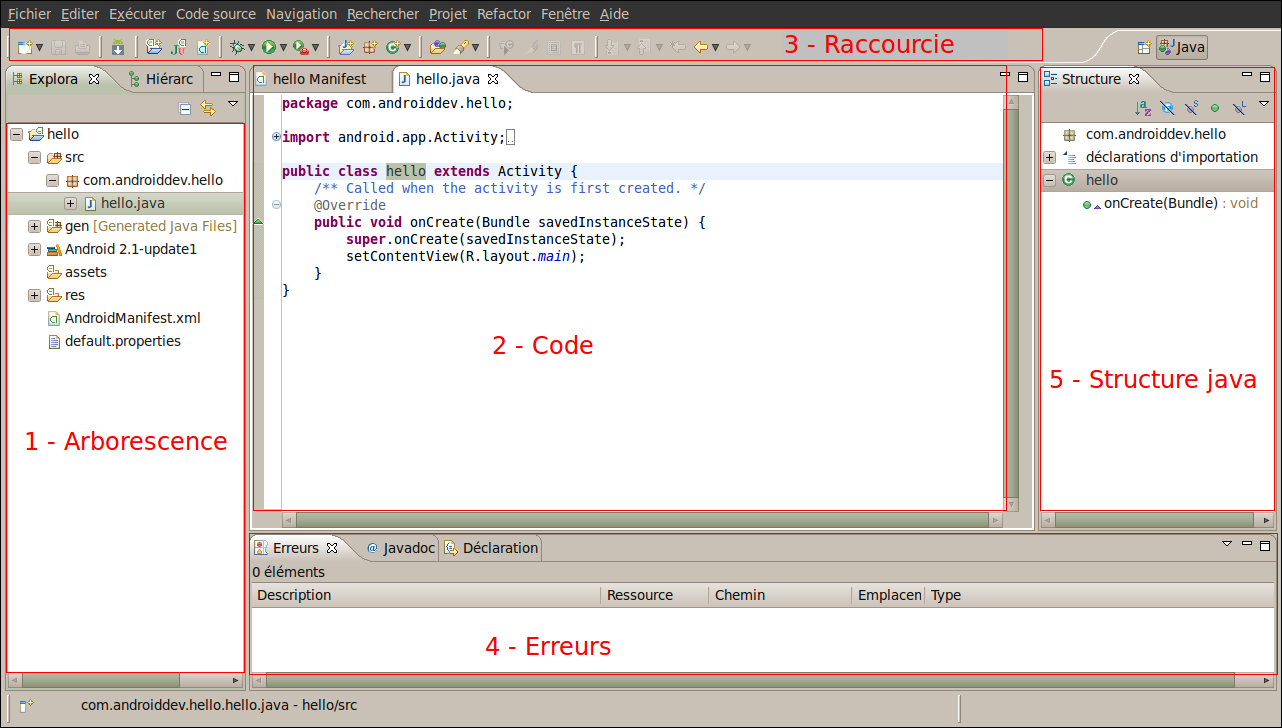 Fichier Editer Exécuter Code source Navigation Rechercher Projet Refactor Fenêtre Aide
3 - Raccourcie
Java
Explora
Hiérarc
hello Manifest
hello.java
Structure
hello
src
com.androiddev.hello
hello.java
gen [Generated Java Files]
Android 2.1-update1
assets
res
AndroidManifest.xml
default.properties
1 - Arborescence
package com.androiddev.hello;
import android.app.Activity;
public class hello extends Activity {
/** Called when the activity is first created. */
@Override
public void onCreate(Bundle savedInstanceState) {
super.onCreate(savedInstanceState);
setContentView(R.layout.main);
}
}
2 - Code
com.androiddev.hello
déclarations d'importation
hello
onCreate(Bundle) : void
5 - Structure java
Erreurs
Javadoc
Déclaration
0 éléments
Description Ressource Chemin Emplacen Type
4 - Erreurs
com.androiddev.hello.hello.java - hello/src